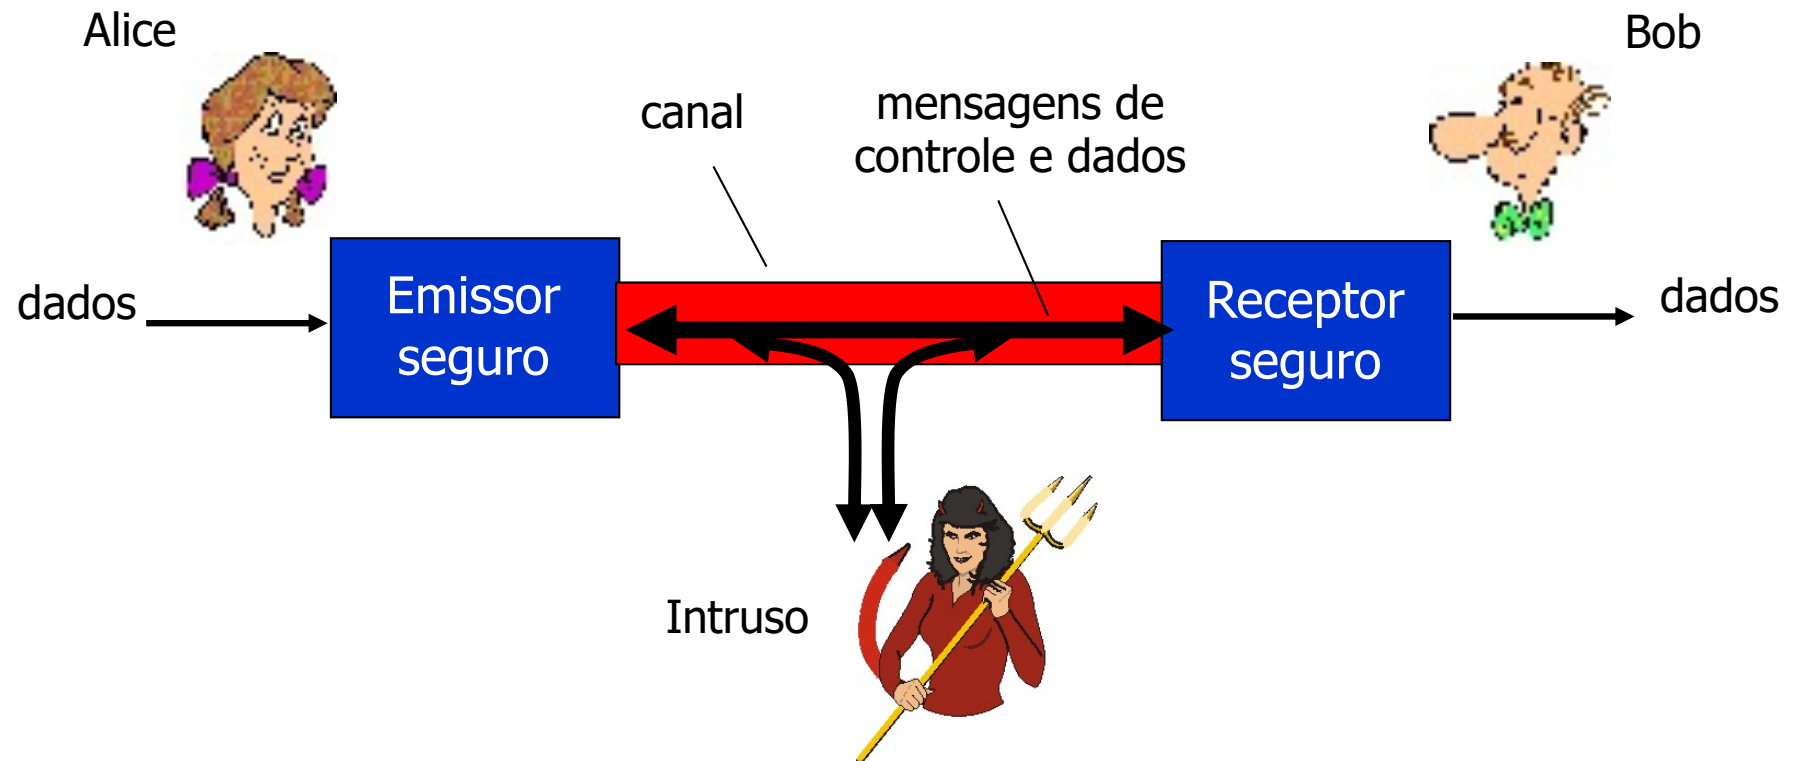 Alice
Bob
canal
mensagens de
controle e dados
dados
Emissor
seguro
Receptor
seguro
dados
Intruso